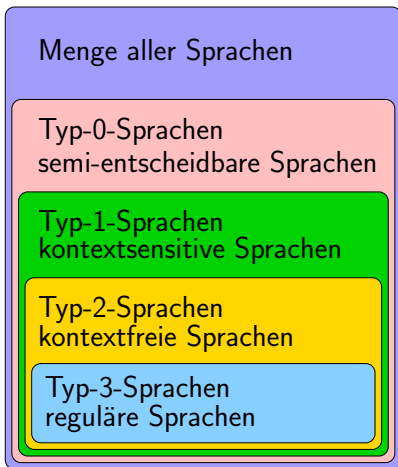 Menge aller Sprachen
Typ-0-Sprachen
semi-entscheidbare Sprachen
Typ-1-Sprachen
kontextsensitive Sprachen
Typ-2-Sprachen
kontextfreie Sprachen
Typ-3-Sprachen
reguläre Sprachen